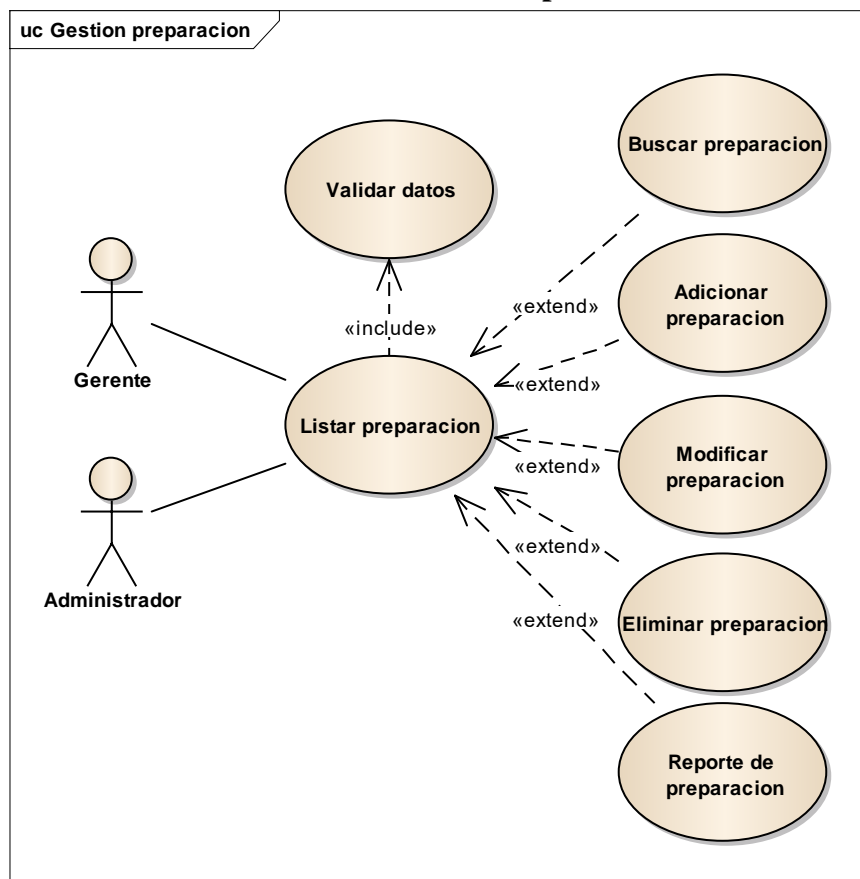 uc Gestion preparacion
Buscar preparacion
Validar datos
Adicionar
preparacion
«extend»
«include»
«extend»
Gerente
Listar preparacion
Modificar
preparacion
«extend»
«extend»
Administrador
Eliminar preparacion
«extend»
Reporte de
preparacion